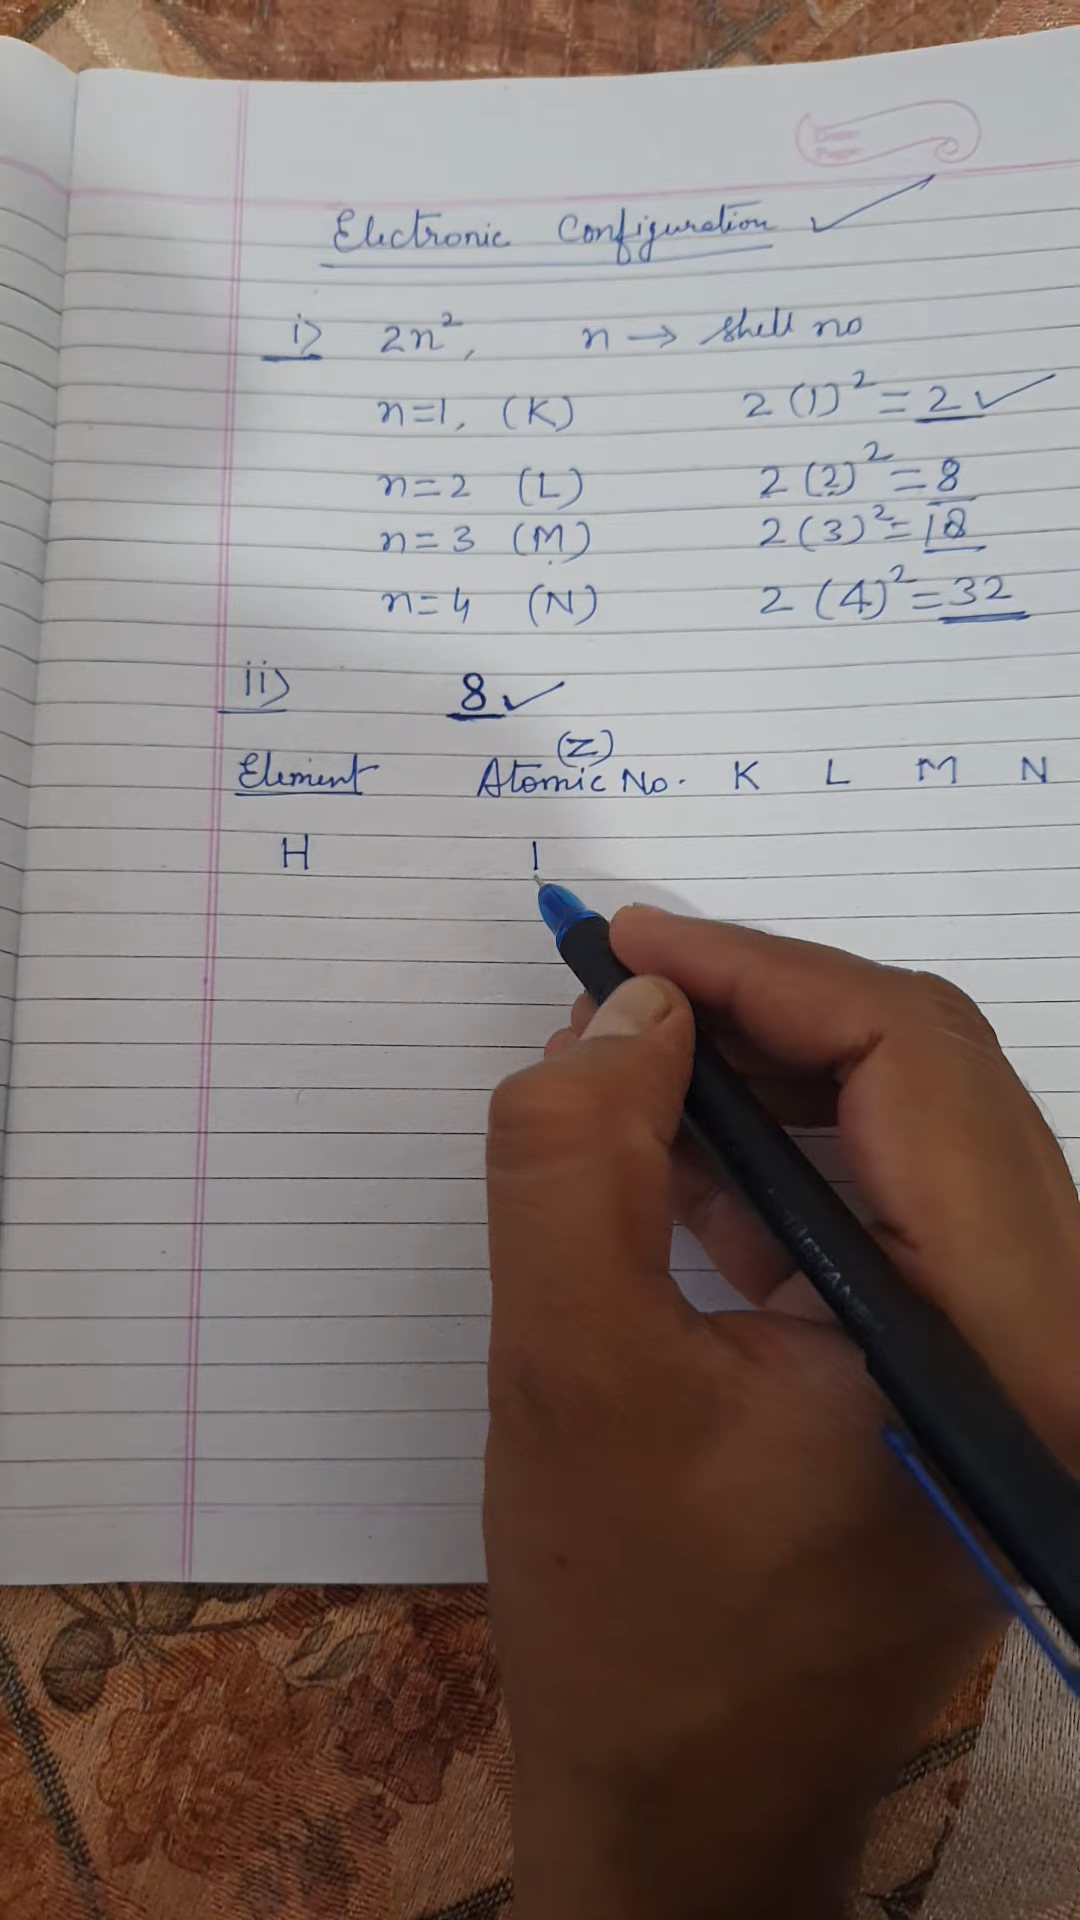 Electronic Configuration ✓
i) 2n², n → shell no
n=1, (K) 2(1)² = 2 ✓
n=2 (L) 2(2)² = 8
n=3 (M) 2(3)² = 18
n=4 (N) 2(4)² = 32
ii) 8 ✓
(Z)
Element Atomic No. K L M N
H 1